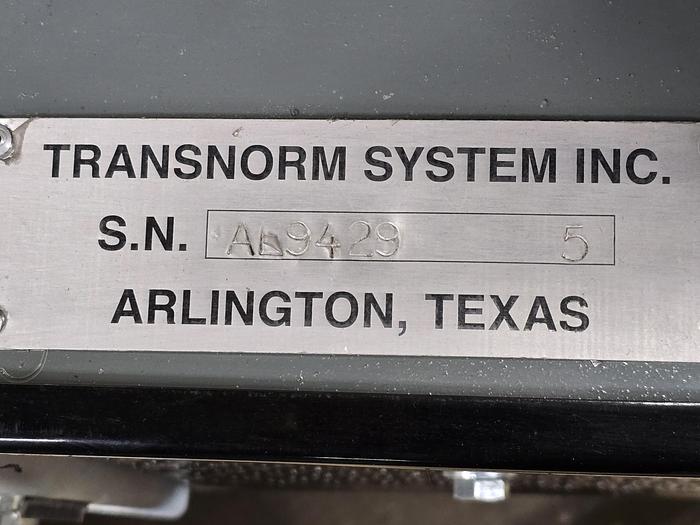 TRANSNORM SYSTEM INC.
S.N. 5
ARLINGTON, TEXAS